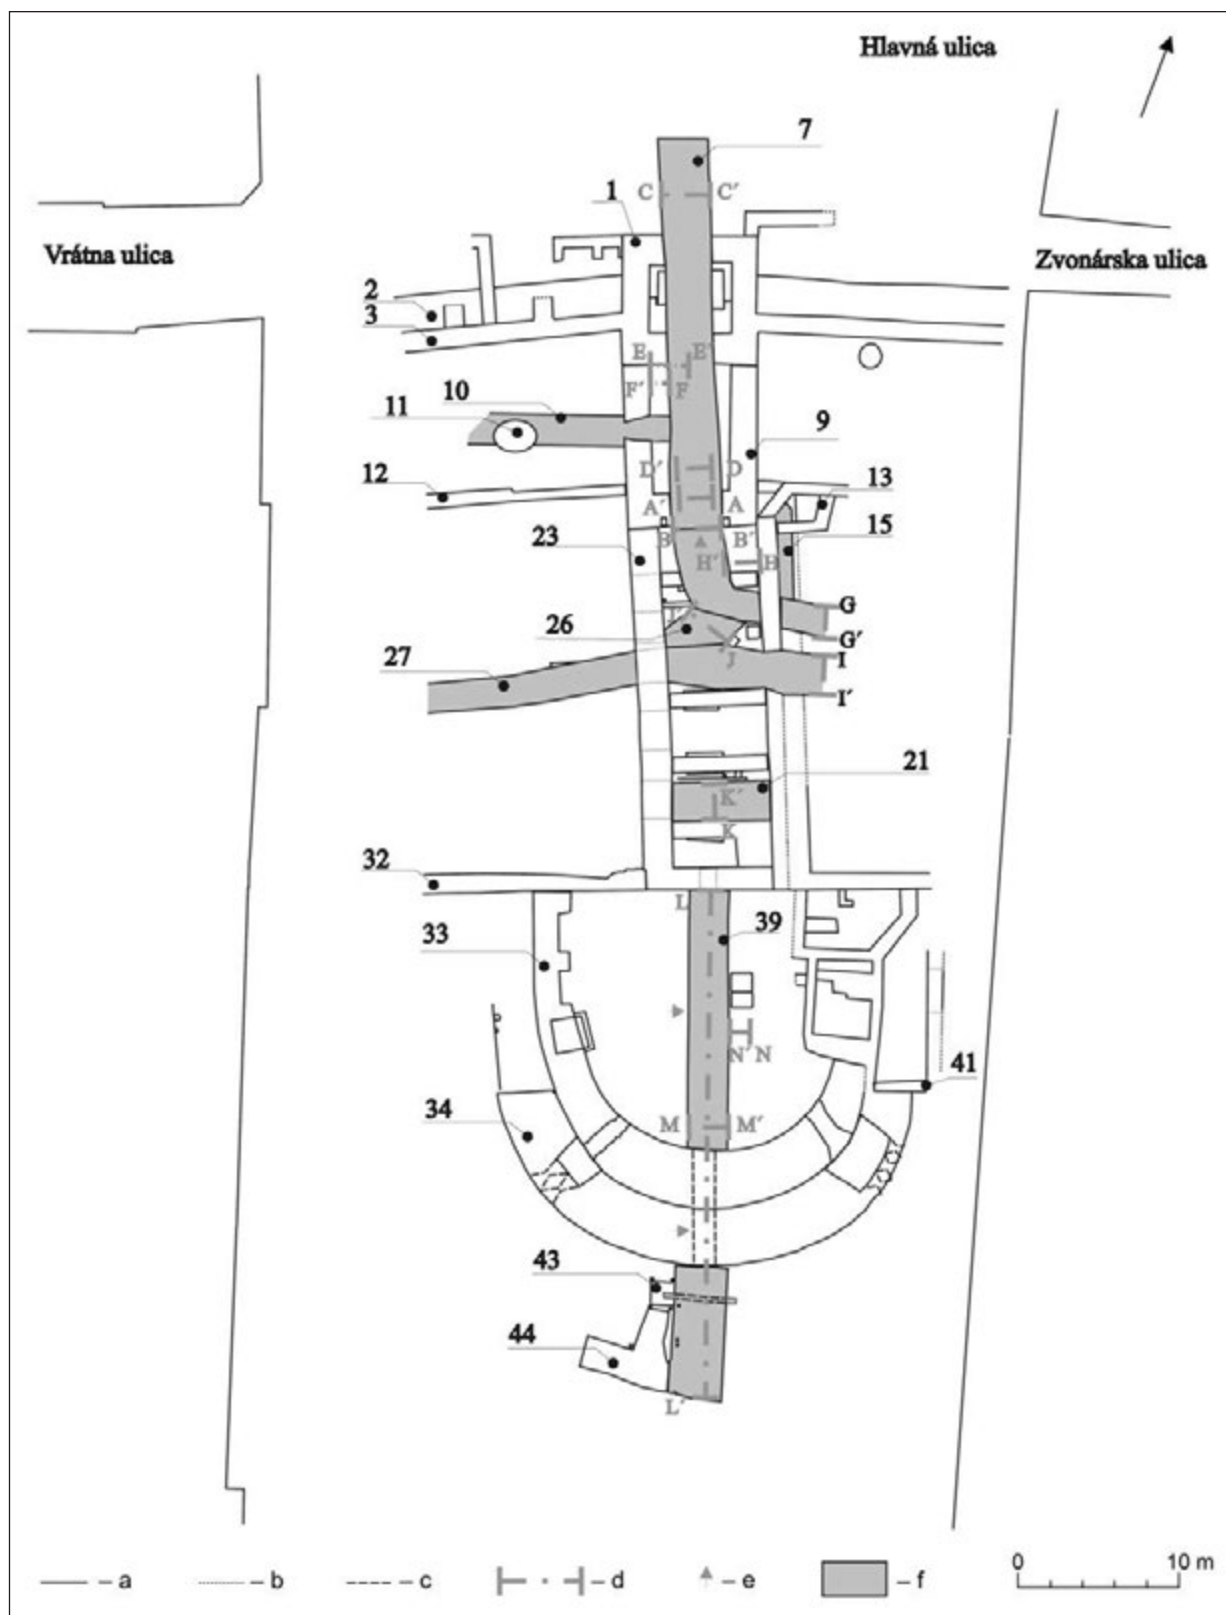 Hlavná ulica
7
C C´
1
Vrátna ulica
Zvonárska ulica
2
3
E E´
F´ F
10
11
9
D´ D
12
13
A´ A
15
B B´
23
H´ H
G
26
G´
J
I
27
I´
21
K´
K
32
L
39
33
N´ N
41
34
M M´
43
44
L´
0 10 m
– a – b – c – d – e – f